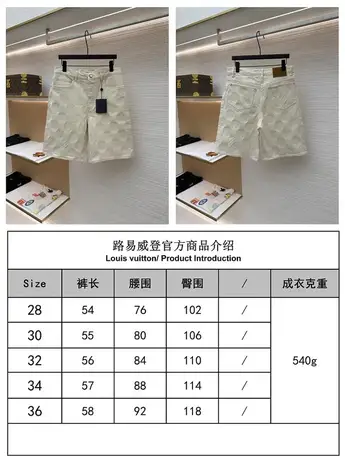 路易威登官方商品介绍
Louis vuitton/ Product Introduction
Size 裤长 腰围 臀围 / 成衣克重
28 54 76 102 / 540g
30 55 80 106 /
32 56 84 110 /
34 57 88 114 /
36 58 92 118 /